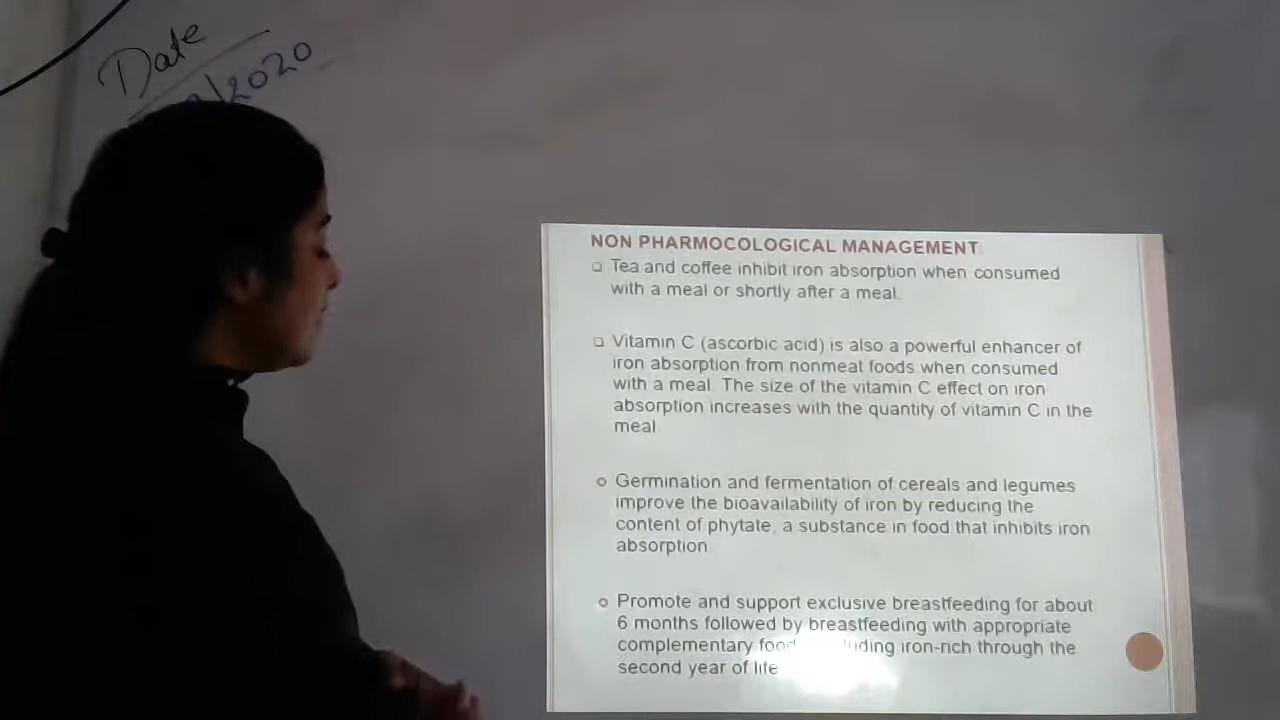 Date
/2020
NON PHARMOCOLOGICAL MANAGEMENT
Tea and coffee inhibit iron absorption when consumed
with a meal or shortly after a meal.
Vitamin C (ascorbic acid) is also a powerful enhancer of
iron absorption from nonmeat foods when consumed
with a meal. The size of the vitamin C effect on iron
absorption increases with the quantity of vitamin C in the
meal
Germination and fermentation of cereals and legumes
improve the bioavailability of iron by reducing the
content of phytate, a substance in food that inhibits iron
absorption
Promote and support exclusive breastfeeding for about
6 months followed by breastfeeding with appropriate
complementary iron-rich through the
second year of life